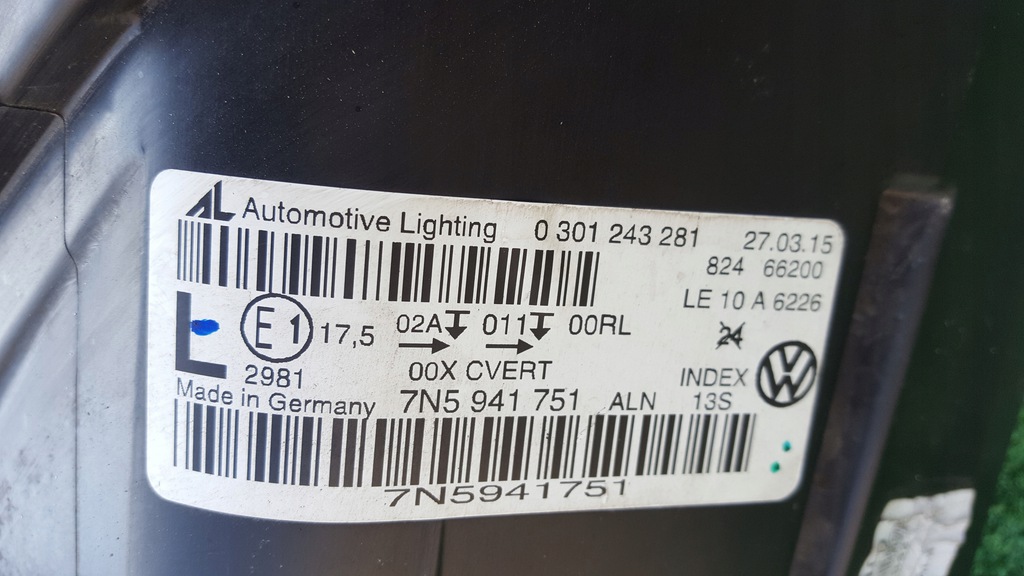 AL Automotive Lighting 0 301 243 281 27.03.15
824 66200
LE 10 A 6226
L E1 17,5 02A 011 00RL 24
2981 00X CVERT INDEX
Made in Germany 7N5 941 751 ALN 13S
7N5941751